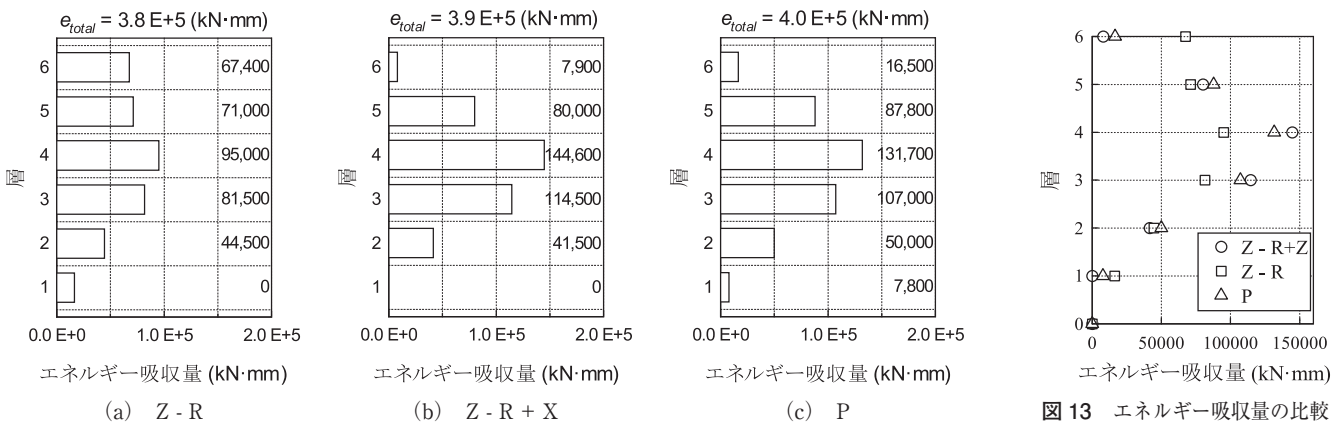 e_total = 3.8 E+5 (kN·mm)
6 67,400
5 71,000
4 95,000
3 81,500
2 44,500
1 0
層
0.0 E+0 1.0 E+5 2.0 E+5
エネルギー吸収量 (kN·mm)
(a) Z - R
e_total = 3.9 E+5 (kN·mm)
6 7,900
5 80,000
4 144,600
3 114,500
2 41,500
1 0
層
0.0 E+0 1.0 E+5 2.0 E+5
エネルギー吸収量 (kN·mm)
(b) Z - R + X
e_total = 4.0 E+5 (kN·mm)
6 16,500
5 87,800
4 131,700
3 107,000
2 50,000
1 7,800
層
0.0 E+0 1.0 E+5 2.0 E+5
エネルギー吸収量 (kN·mm)
(c) P
6
5
4
3
2
1
0
層
Z - R+Z
Z - R
P
0 50000 100000 150000
エネルギー吸収量 (kN·mm)
図 13 エネルギー吸収量の比較